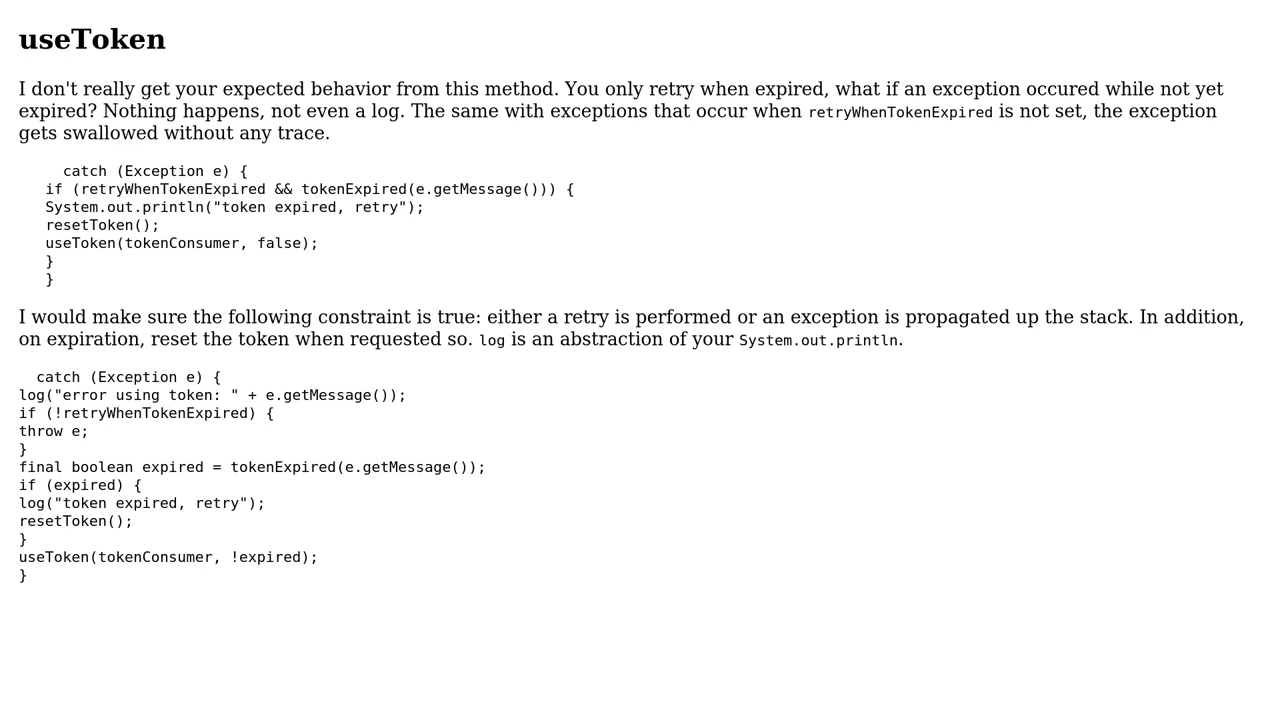 useToken
I don't really get your expected behavior from this method. You only retry when expired, what if an exception occured while not yet
expired? Nothing happens, not even a log. The same with exceptions that occur when retryWhenTokenExpired is not set, the exception
gets swallowed without any trace.
catch (Exception e) {
if (retryWhenTokenExpired && tokenExpired(e.getMessage())) {
System.out.println("token expired, retry");
resetToken();
useToken(tokenConsumer, false);
}
}
I would make sure the following constraint is true: either a retry is performed or an exception is propagated up the stack. In addition,
on expiration, reset the token when requested so. log is an abstraction of your System.out.println.
catch (Exception e) {
log("error using token: " + e.getMessage());
if (!retryWhenTokenExpired) {
throw e;
}
final boolean expired = tokenExpired(e.getMessage());
if (expired) {
log("token expired, retry");
resetToken();
}
useToken(tokenConsumer, !expired);
}